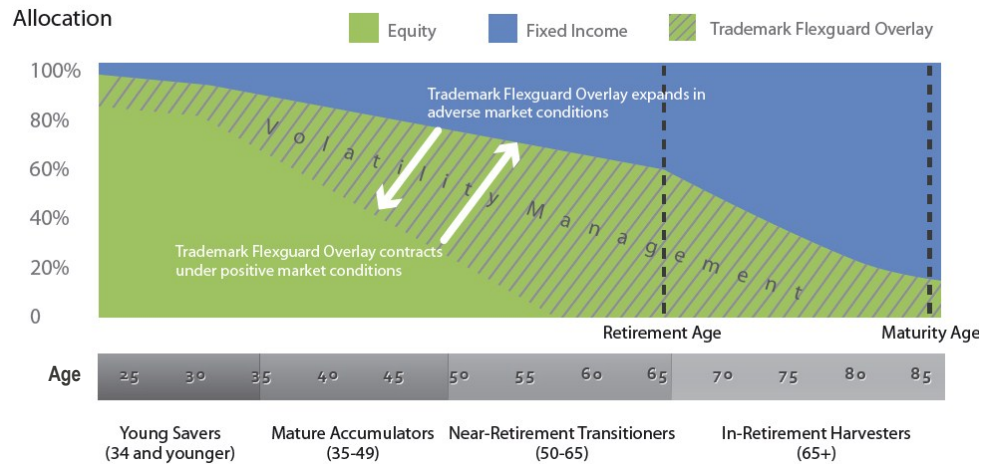 Allocation
Equity
Fixed Income
Trademark Flexguard Overlay
100%
80%
60%
40%
20%
0
Trademark Flexguard Overlay expands in
adverse market conditions
Volatility Management
Trademark Flexguard Overlay contracts
under positive market conditions
Retirement Age
Maturity Age
Age
25 30 35 40 45 50 55 60 65 70 75 80 85
Young Savers
(34 and younger)
Mature Accumulators
(35-49)
Near-Retirement Transitioners
(50-65)
In-Retirement Harvesters
(65+)